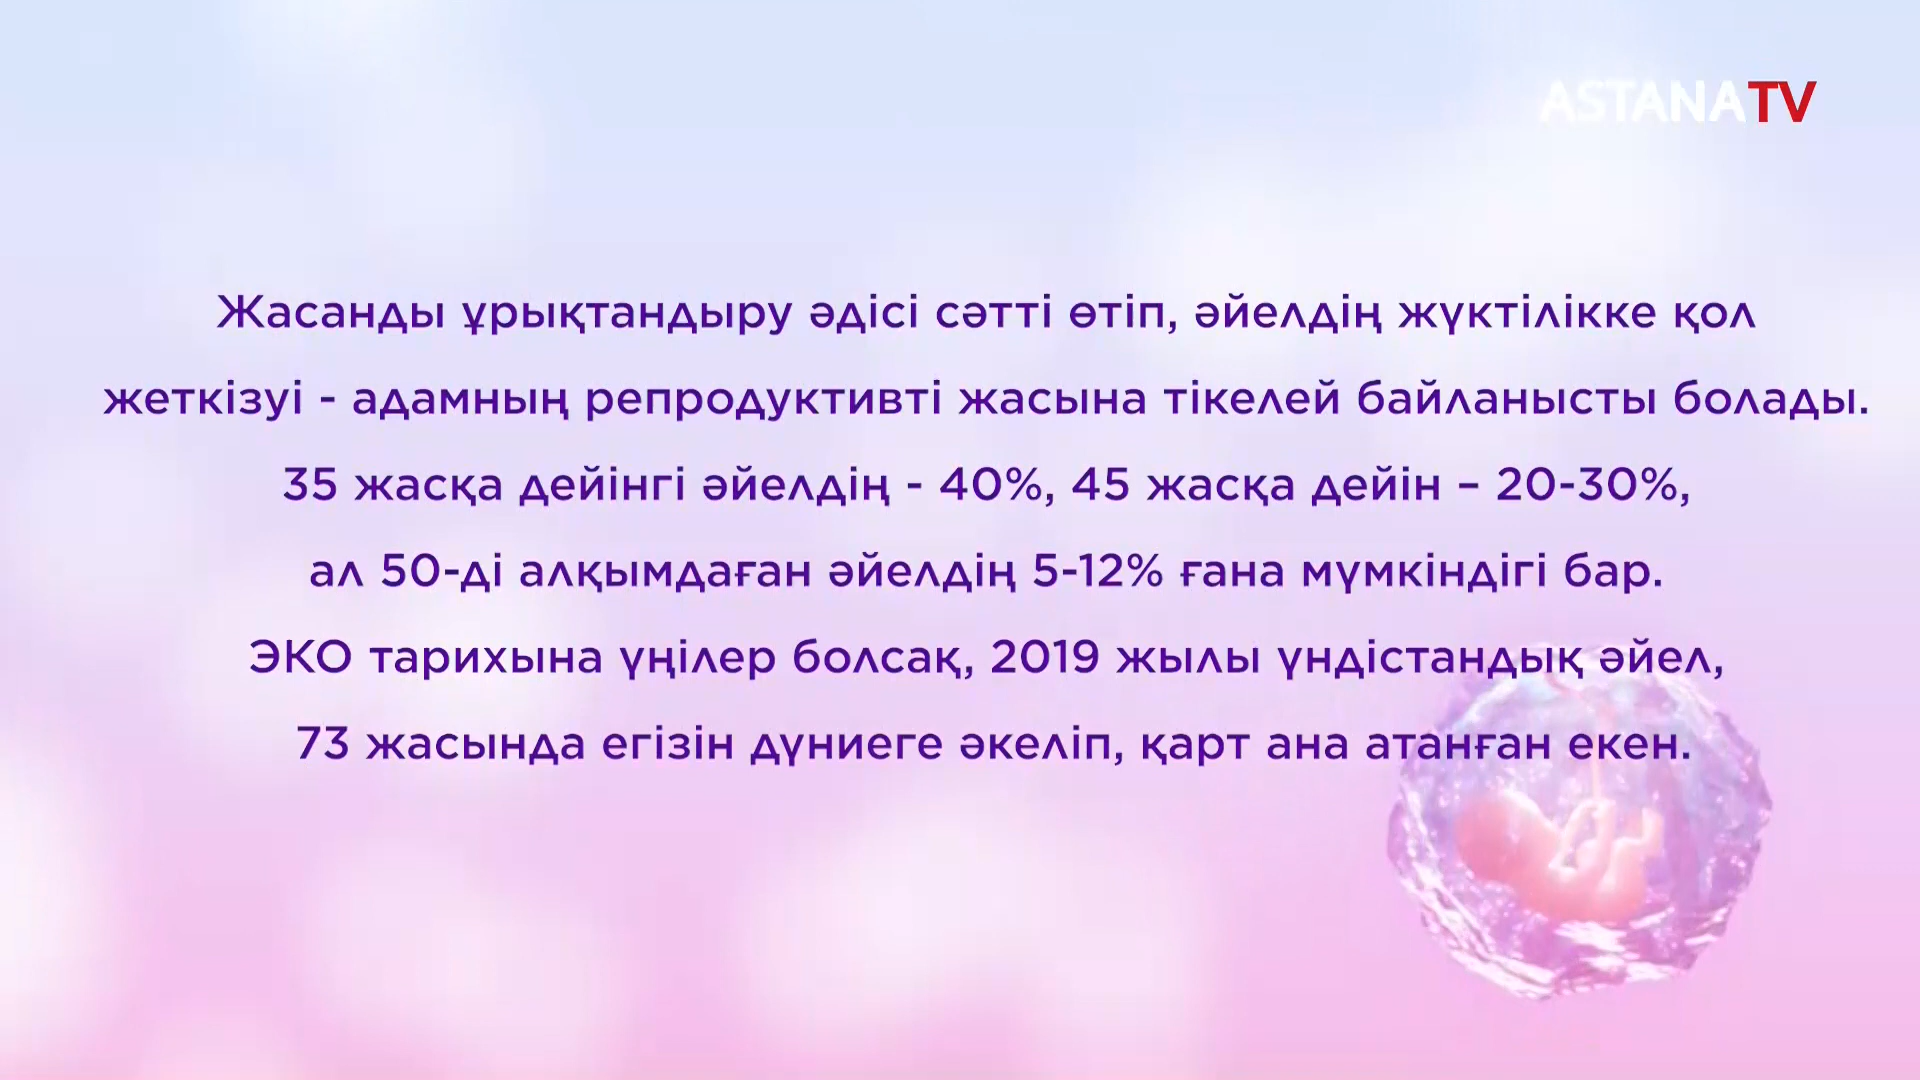 ASTANATV
Жасанды ұрықтандыру әдісі сәтті өтіп, әйелдің жүктілікке қол
жеткізуі - адамның репродуктивті жасына тікелей байланысты болады.
35 жасқа дейінгі әйелдің - 40%, 45 жасқа дейін – 20-30%,
ал 50-ді алқымдаған әйелдің 5-12% ғана мүмкіндігі бар.
ЭКО тарихына үңілер болсақ, 2019 жылы үндістандық әйел,
73 жасында егізін дүниеге әкеліп, қарт ана атанған екен.